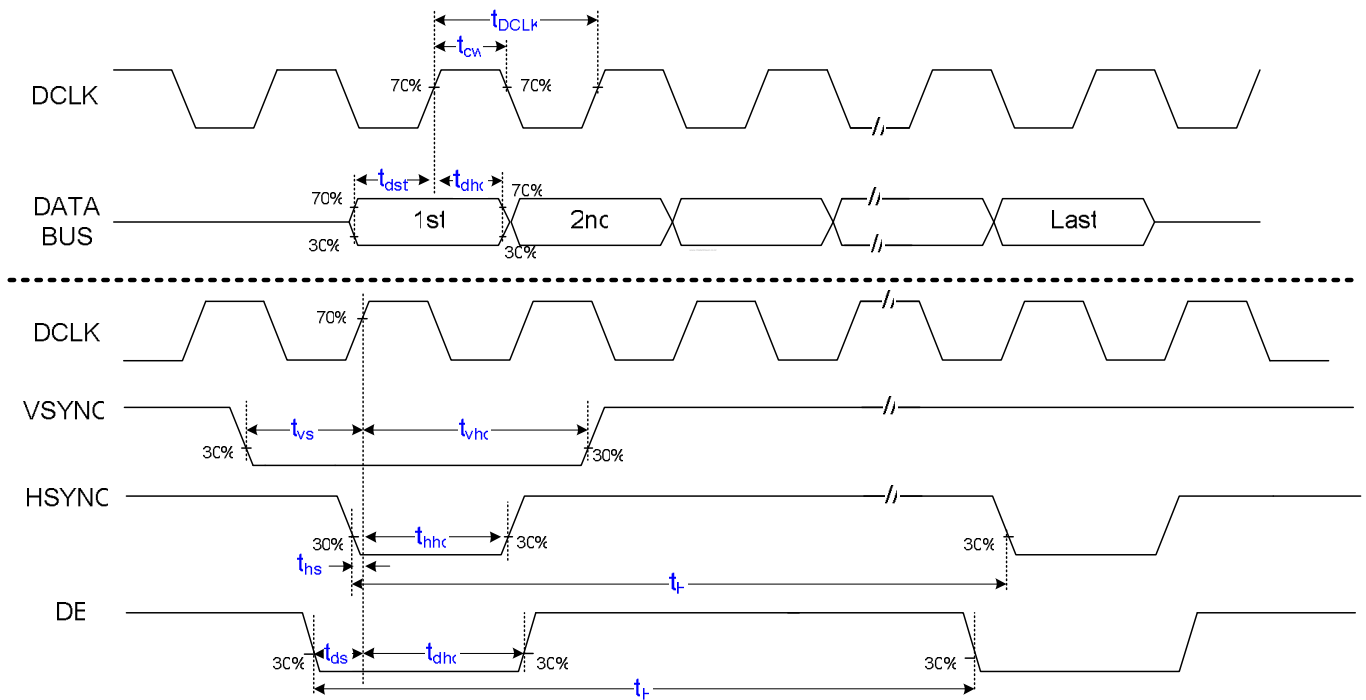 tDCLK
tcw
DCLK
70%
70%
tdst
tdhd
DATA
BUS
70%
70%
1st
2nd
Last
30%
30%
DCLK
70%
VSYNC
tvs
tvhd
30%
30%
HSYNC
30%
thhd
30%
30%
ths
tH
DE
30%
tds
tdhd
30%
30%
tH